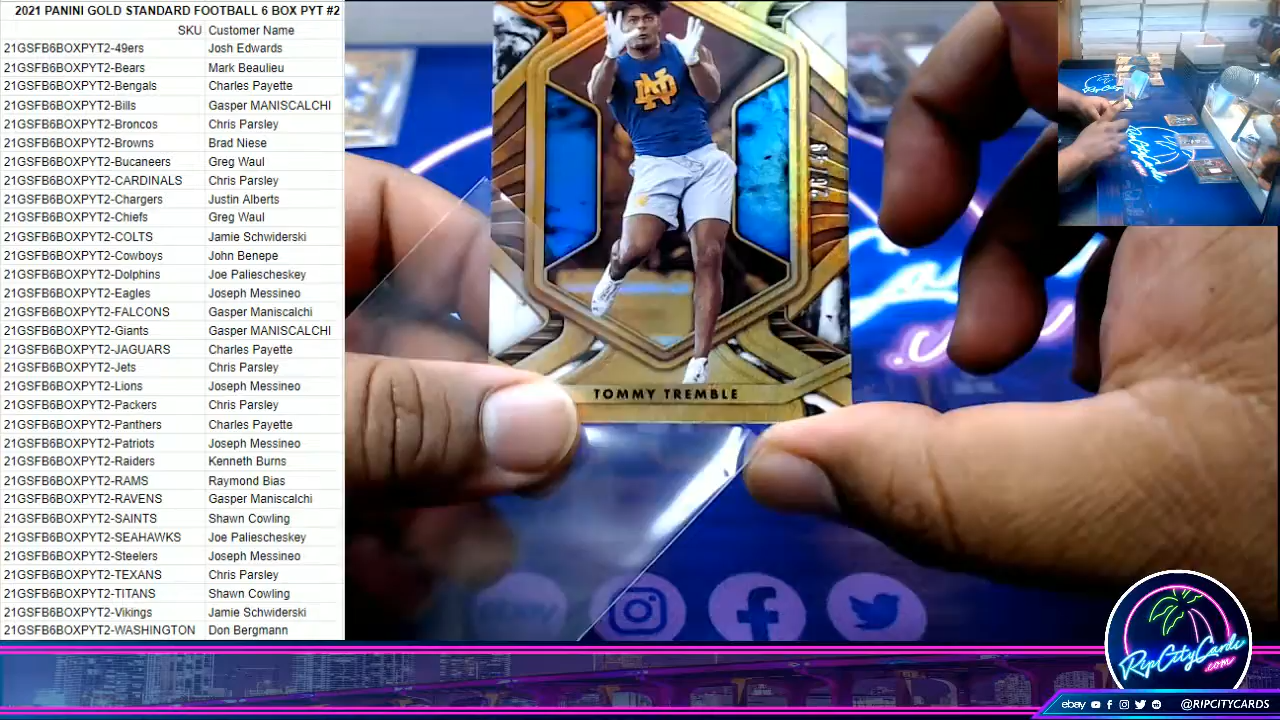 2021 PANINI GOLD STANDARD FOOTBALL 6 BOX PYT #2
SKU Customer Name
21GSFB6BOXPYT2-49ers Josh Edwards
21GSFB6BOXPYT2-Bears Mark Beaulieu
21GSFB6BOXPYT2-Bengals Charles Payette
21GSFB6BOXPYT2-Bills Gasper MANISCALCHI
21GSFB6BOXPYT2-Broncos Chris Parsley
21GSFB6BOXPYT2-Browns Brad Niese
21GSFB6BOXPYT2-Bucaneers Greg Waul
21GSFB6BOXPYT2-CARDINALS Chris Parsley
21GSFB6BOXPYT2-Chargers Justin Alberts
21GSFB6BOXPYT2-Chiefs Greg Waul
21GSFB6BOXPYT2-COLTS Jamie Schwiderski
21GSFB6BOXPYT2-Cowboys John Benepe
21GSFB6BOXPYT2-Dolphins Joe Paliescheskey
21GSFB6BOXPYT2-Eagles Joseph Messineo
21GSFB6BOXPYT2-FALCONS Gasper Maniscalchi
21GSFB6BOXPYT2-Giants Gasper MANISCALCHI
21GSFB6BOXPYT2-JAGUARS Charles Payette
21GSFB6BOXPYT2-Jets Chris Parsley
21GSFB6BOXPYT2-Lions Joseph Messineo
21GSFB6BOXPYT2-Packers Chris Parsley
21GSFB6BOXPYT2-Panthers Charles Payette
21GSFB6BOXPYT2-Patriots Joseph Messineo
21GSFB6BOXPYT2-Raiders Kenneth Burns
21GSFB6BOXPYT2-RAMS Raymond Bias
21GSFB6BOXPYT2-RAVENS Gasper Maniscalchi
21GSFB6BOXPYT2-SAINTS Shawn Cowling
21GSFB6BOXPYT2-SEAHAWKS Joe Paliescheskey
21GSFB6BOXPYT2-Steelers Joseph Messineo
21GSFB6BOXPYT2-TEXANS Chris Parsley
21GSFB6BOXPYT2-TITANS Shawn Cowling
21GSFB6BOXPYT2-Vikings Jamie Schwiderski
21GSFB6BOXPYT2-WASHINGTON Don Bergmann
ND
TOMMY TREMBLE
RipCityCards
.com
ebay @RIPCITYCARDS